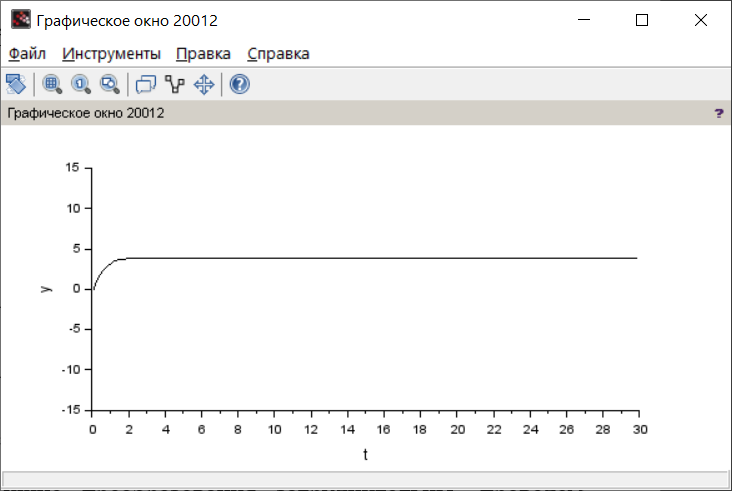 Графическое окно 20012
Файл Инструменты Правка Справка
Графическое окно 20012 ?
15
10
5
0
-5
-10
-15
y
0 2 4 6 8 10 12 14 16 18 20 22 24 26 28 30
t